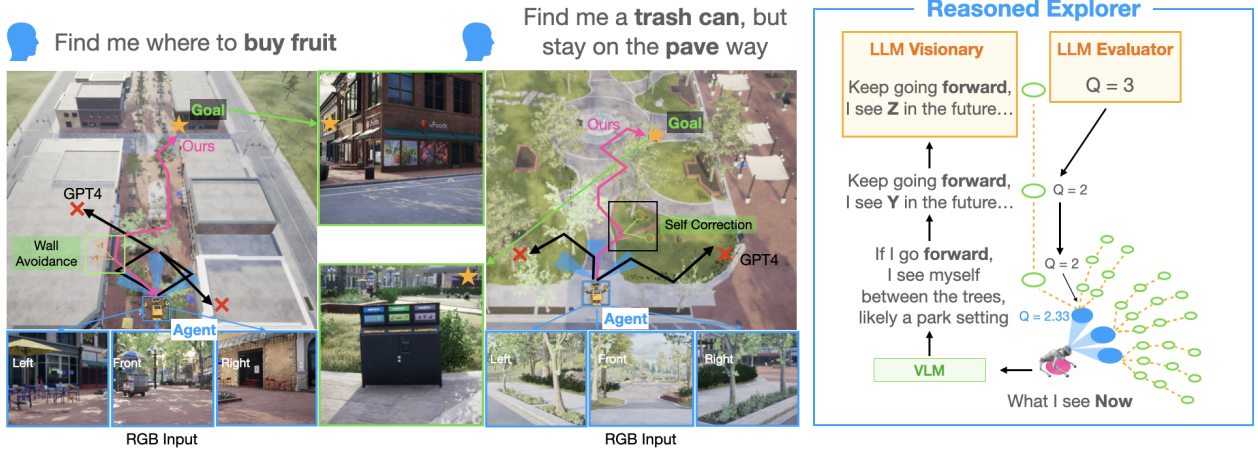 Find me where to buy fruit
Goal
Ours
GPT4
Wall
Avoidance
Agent
Left
Front
Right
RGB Input
uFoods
Find me a trash can, but
stay on the pave way
Ours
Goal
Self Correction
GPT4
Agent
Left
Front
Right
RGB Input
Reasoned Explorer
LLM Visionary
Keep going forward,
I see Z in the future…
Keep going forward,
I see Y in the future…
If I go forward,
I see myself
between the trees,
likely a park setting
VLM
LLM Evaluator
Q = 3
Q = 2
Q = 2
Q = 2.33
What I see Now